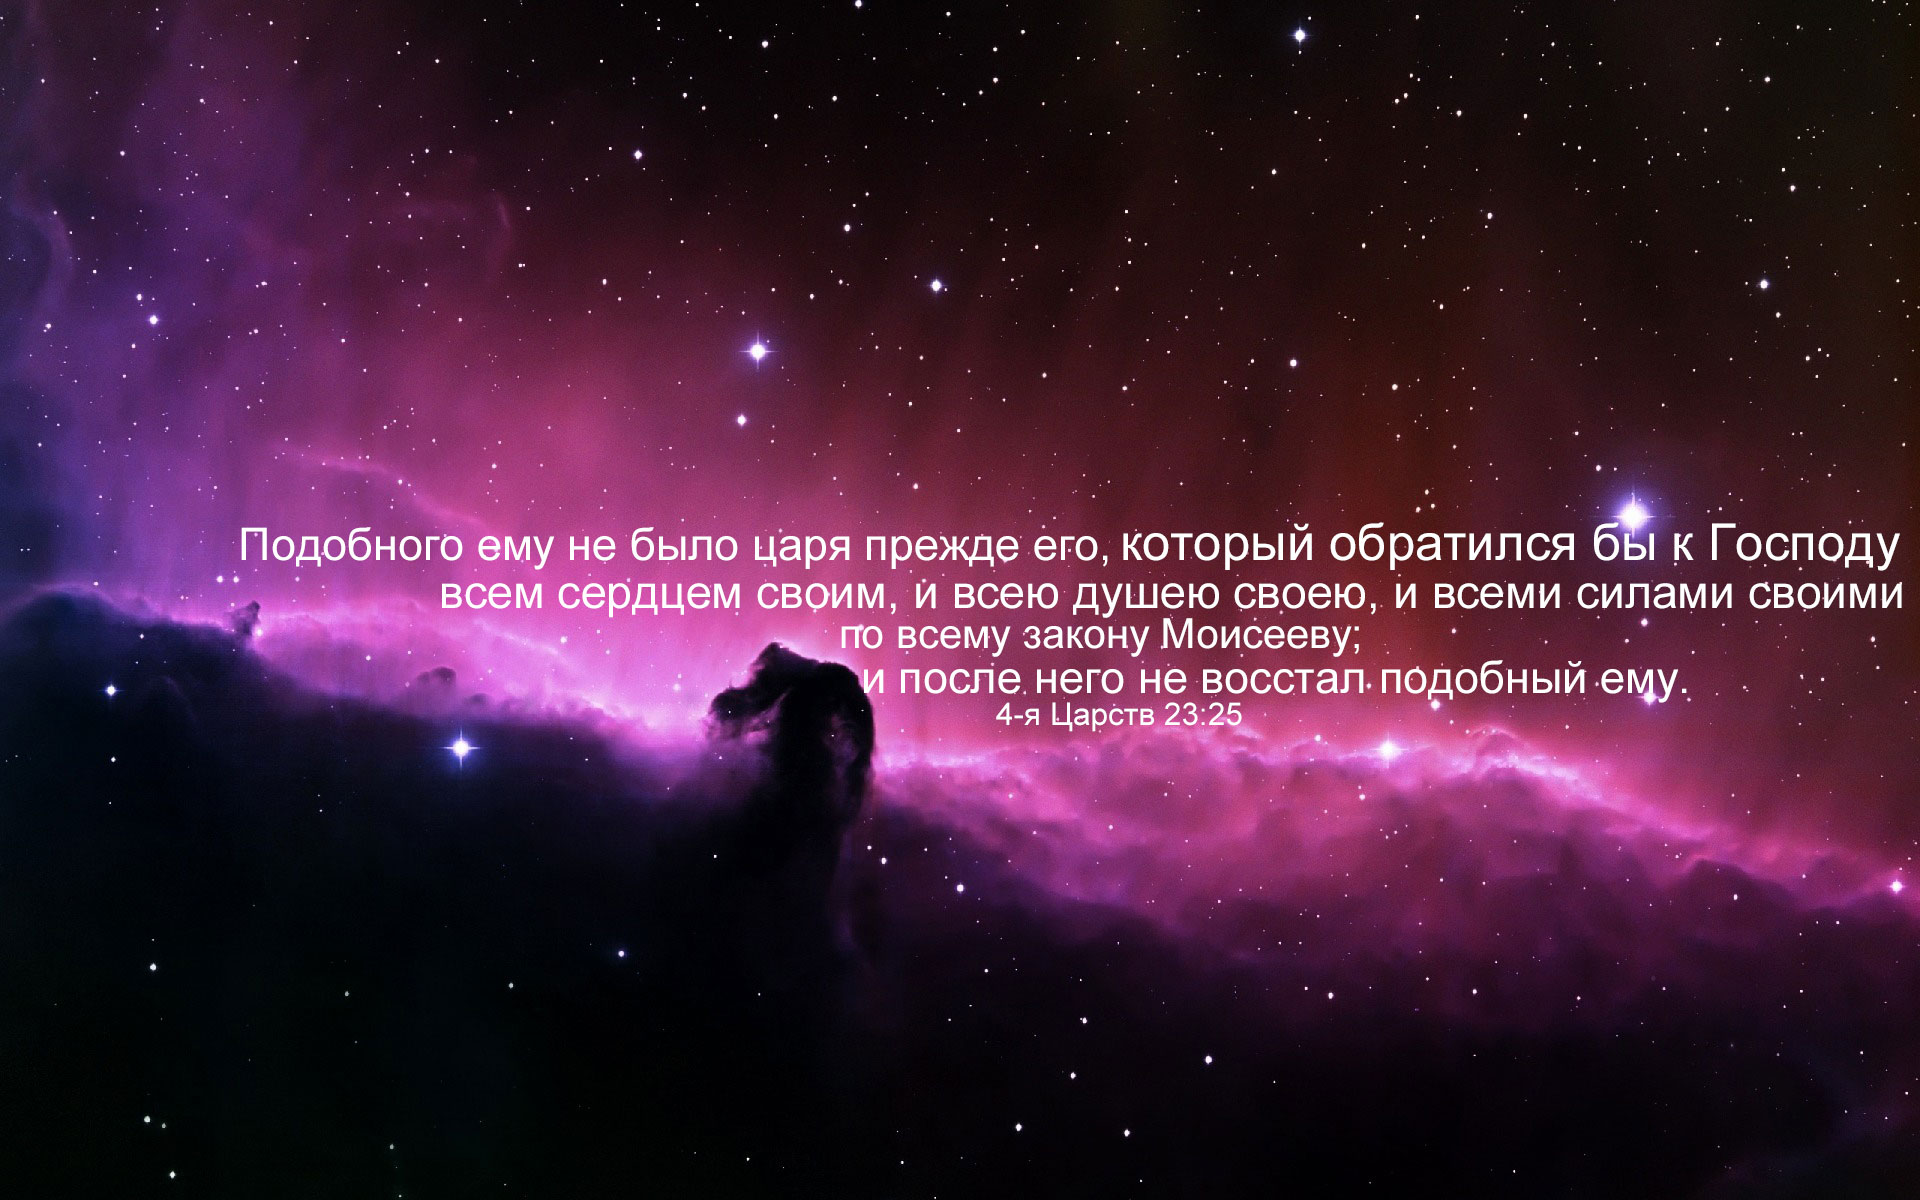 Подобного ему не было царя прежде его, который обратился бы к Господу
всем сердцем своим, и всею душею своею, и всеми силами своими
по всему закону Моисееву;
и после него не восстал подобный ему.
4-я Царств 23:25